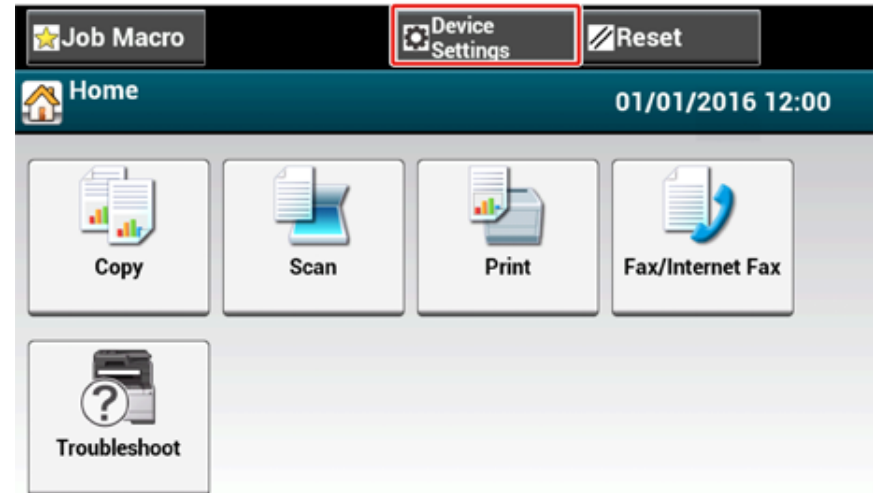 Job Macro
Device
Settings
Reset
Home
01/01/2016 12:00
Copy
Scan
Print
Fax/Internet Fax
Troubleshoot